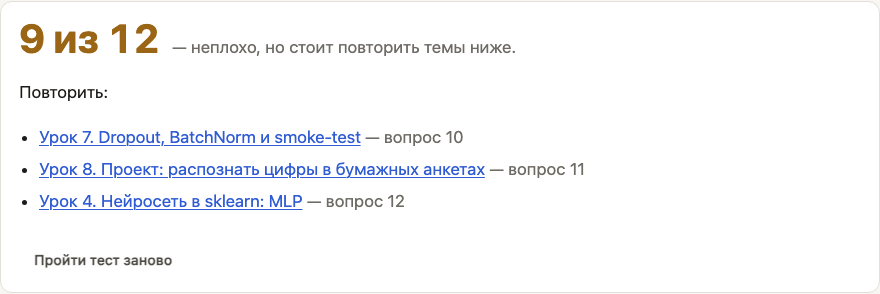 9 из 12 — неплохо, но стоит повторить темы ниже.
Повторить:
• Урок 7. Dropout, BatchNorm и smoke-test — вопрос 10
• Урок 8. Проект: распознать цифры в бумажных анкетах — вопрос 11
• Урок 4. Нейросеть в sklearn: MLP — вопрос 12
Пройти тест заново